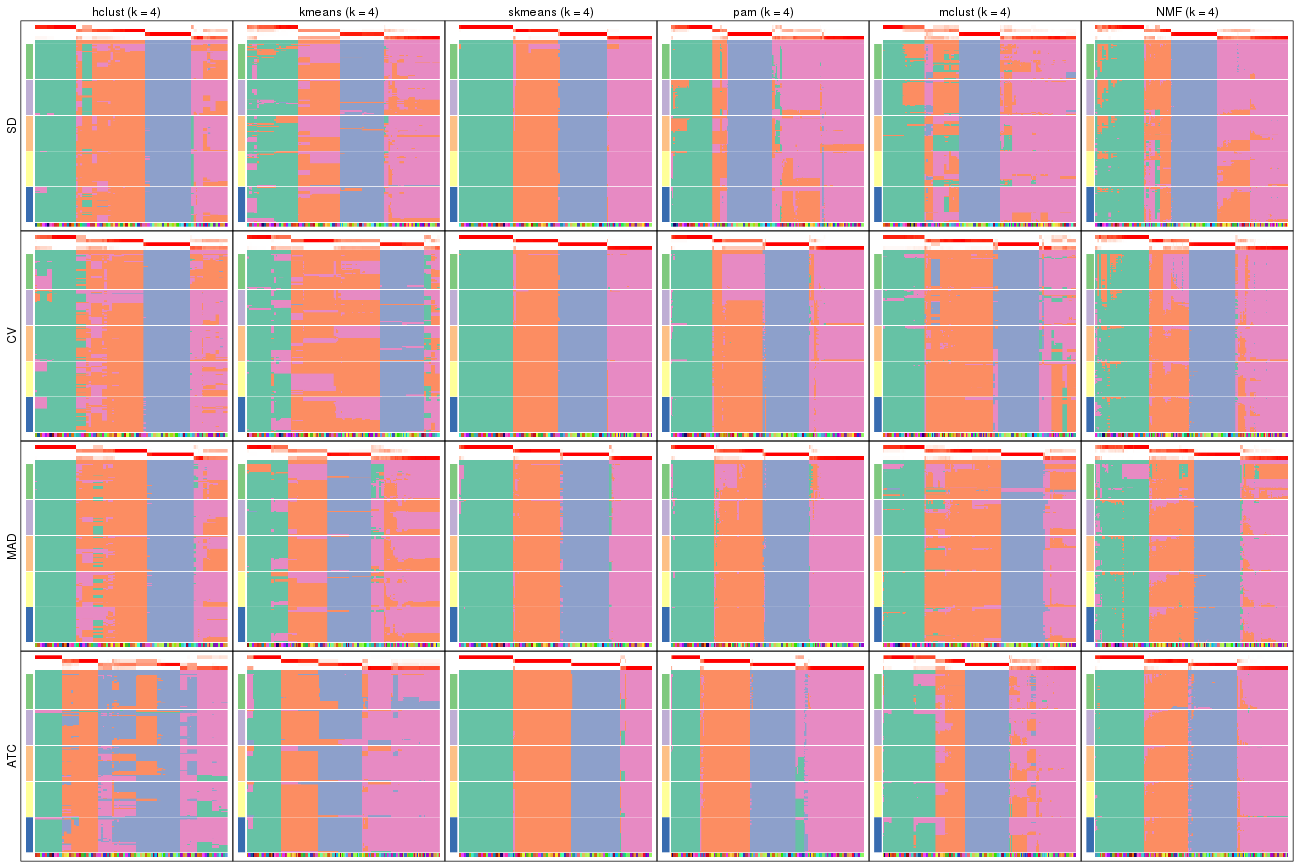 hclust (k = 4)
kmeans (k = 4)
skmeans (k = 4)
pam (k = 4)
mclust (k = 4)
NMF (k = 4)
SD
CV
MAD
ATC